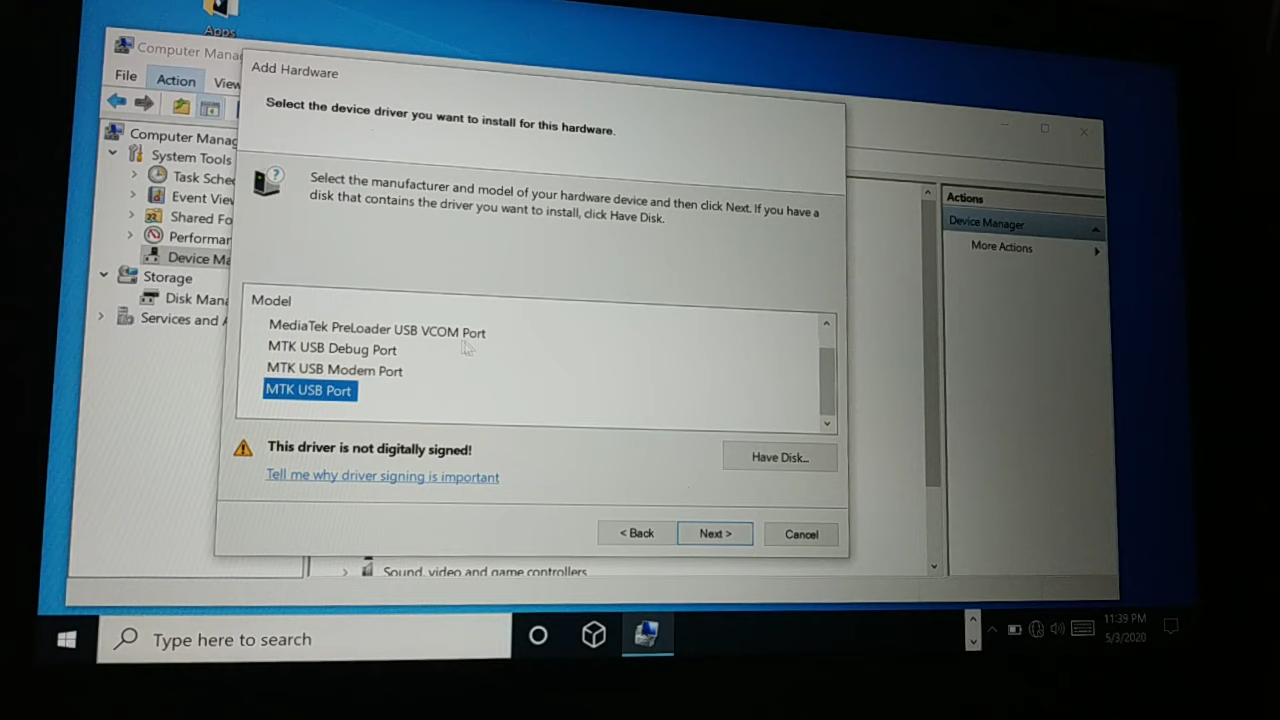 Apps
Computer Mana
File Action View
Computer Manag
System Tools
Task Sche
Event View
Shared Fo
Performan
Device Ma
Storage
Disk Mana
Services and A
Add Hardware
Select the device driver you want to install for this hardware.
Select the manufacturer and model of your hardware device and then click Next. If you have a
disk that contains the driver you want to install, click Have Disk.
Model
MediaTek PreLoader USB VCOM Port
MTK USB Debug Port
MTK USB Modem Port
MTK USB Port
This driver is not digitally signed!
Have Disk...
Tell me why driver signing is important
< Back
Next >
Cancel
Sound, video and game controllers
Actions
Device Manager
More Actions
Type here to search
11:39 PM
5/3/2020